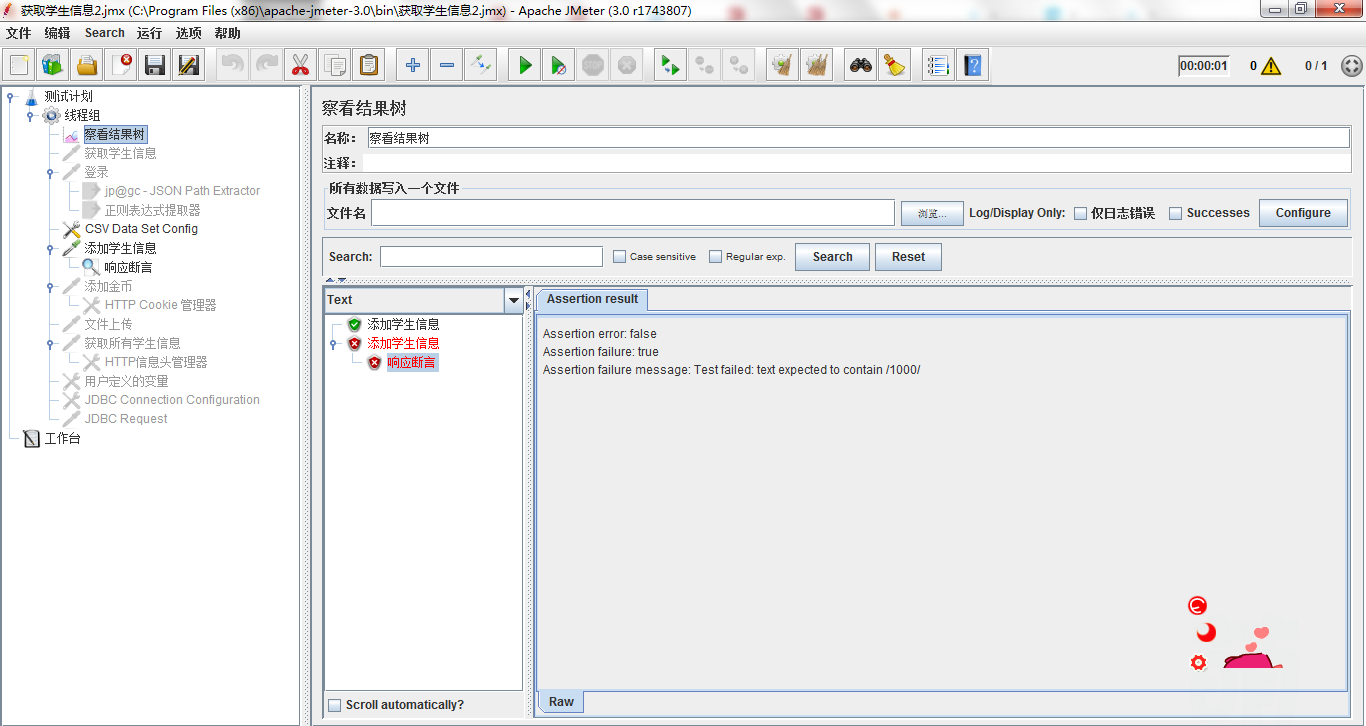 获取学生信息2.jmx (C:\Program Files (x86)\apache-jmeter-3.0\bin\获取学生信息2.jmx) - Apache JMeter (3.0 r1743807)
文件 编辑 Search 运行 选项 帮助
STOP 00:00:01 0 0 / 1
测试计划
线程组
察看结果树
获取学生信息
登录
jp@gc - JSON Path Extractor
正则表达式提取器
CSV Data Set Config
添加学生信息
响应断言
添加金币
HTTP Cookie 管理器
文件上传
获取所有学生信息
HTTP信息头管理器
用户定义的变量
JDBC Connection Configuration
JDBC Request
工作台
察看结果树
名称： 察看结果树
注释：
所有数据写入一个文件
文件名 浏览... Log/Display Only: 仅日志错误 Successes Configure
Search: Case sensitive Regular exp. Search Reset
Text
添加学生信息
添加学生信息
响应断言
Scroll automatically?
Assertion result
Assertion error: false
Assertion failure: true
Assertion failure message: Test failed: text expected to contain /1000/
Raw